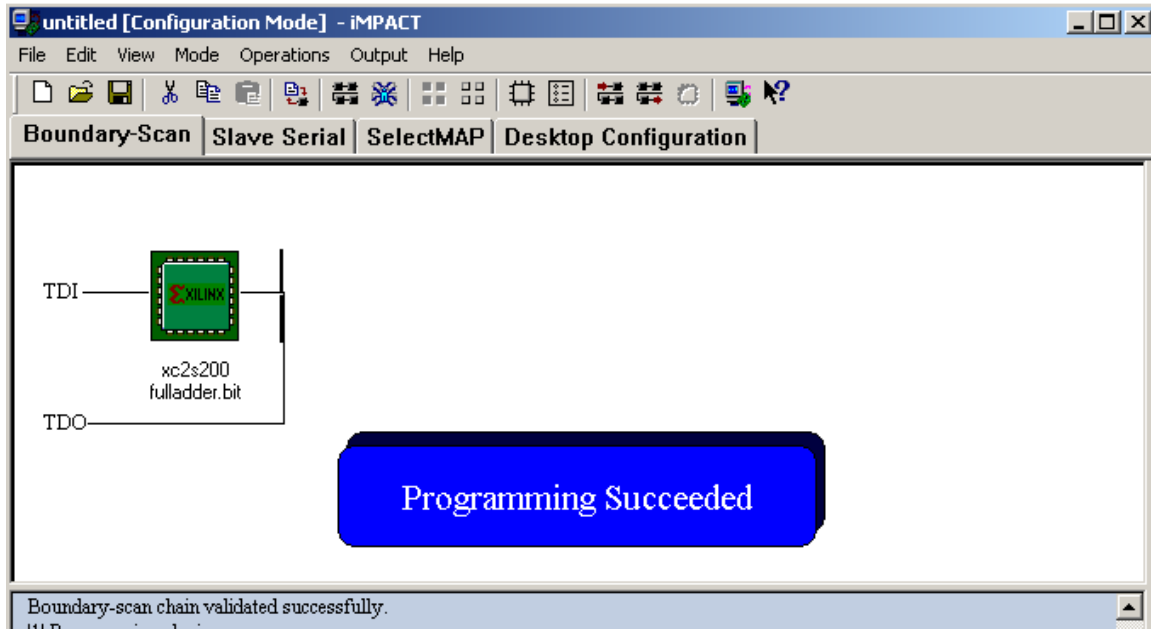 untitled [Configuration Mode] - iMPACT
File Edit View Mode Operations Output Help
Boundary-Scan Slave Serial SelectMAP Desktop Configuration
TDI
XILINX
xc2s200
fulladder.bit
TDO
Programming Succeeded
Boundary-scan chain validated successfully.